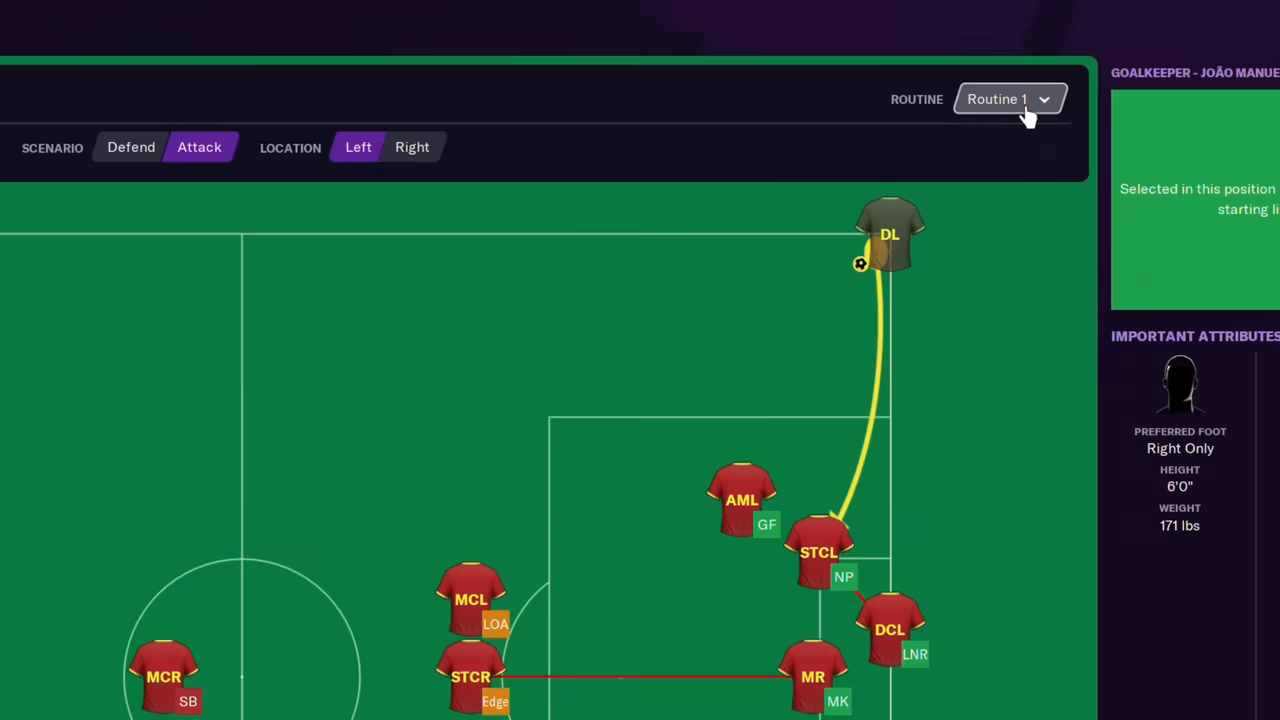 GOALKEEPER - JOÃO MANUE
ROUTINE Routine 1
SCENARIO Defend Attack LOCATION Left Right
Selected in this position
starting li
DL
IMPORTANT ATTRIBUTES
PREFERRED FOOT
Right Only
HEIGHT
6'0"
WEIGHT
171 lbs
AML
GF
STCL
NP
MCL
LOA
DCL
LNR
MCR
SB
STCR
Edge
MR
MK